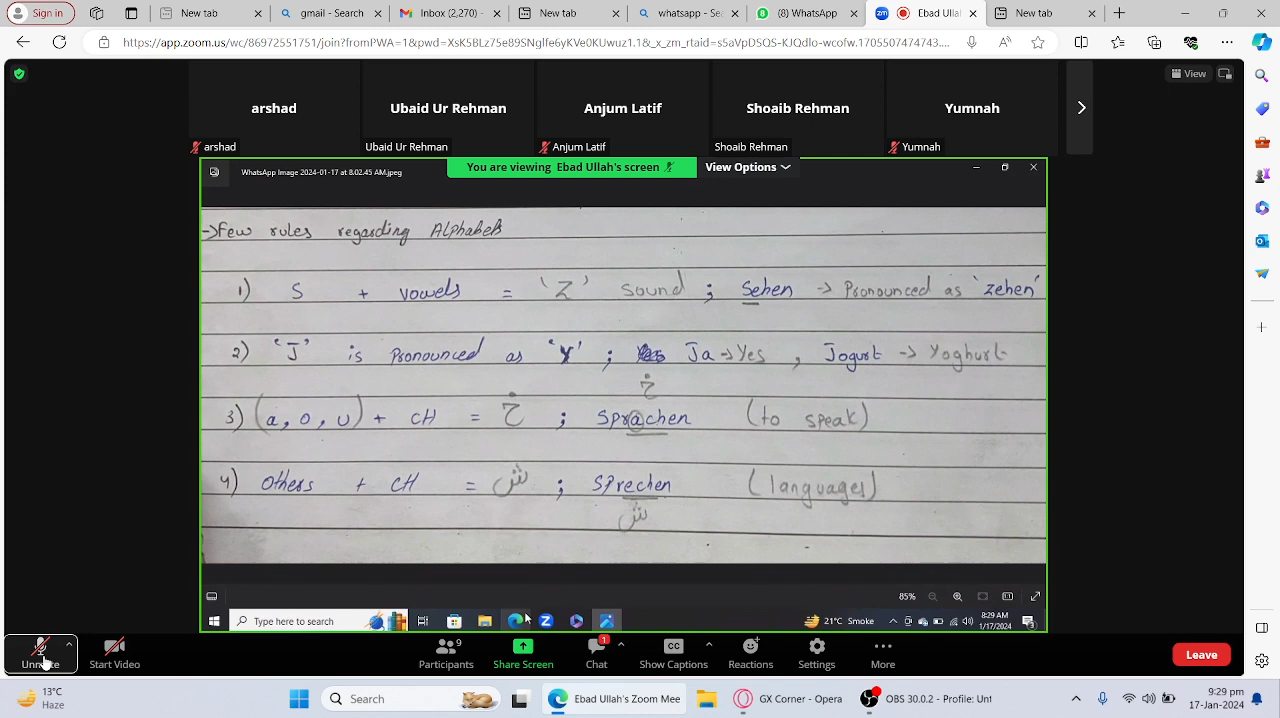 Sign in
New tab
gmail - Search
Inbox (2,270) -
New tab
whatsapp - S
(8) WhatsApp
Ebad Ullah'
New tab
https://app.zoom.us/wc/86972551751/join?fromPWA=1&pwd=XsK5BLz75e89SNglfe6yKVe0KUwuz1.1&_x_zm_rtaid=s5aVpDSQS-KJQdlo-wcofw.1705507474743....
View
arshad
Ubaid Ur Rehman
Anjum Latif
Shoaib Rehman
Yumnah
arshad
Ubaid Ur Rehman
Anjum Latif
Shoaib Rehman
Yumnah
WhatsApp Image 2024-01-17 at 8.02.45 AM.jpeg
You are viewing Ebad Ullah's screen
View Options
→Few rules regarding Alphabets
1) S + vowels = 'Z' Sound ; Sehen → Pronounced as 'zehen'
2) 'J' is Pronounced as 'Y' ; Ja → Yes , Jogurt → Yoghurt
خ
3) (a, o, u) + CH = خ ; Sprachen (to speak)
4) Others + CH = ش ; Sprechen (languages)
ش
85%
Type here to search
21°C Smoke
8:29 AM
1/17/2024
Unmute
Start Video
9
Participants
Share Screen
1
Chat
CC
Show Captions
Reactions
Settings
More
Leave
13°C
Haze
Search
Ebad Ullah's Zoom Mee
GX Corner - Opera
OBS 30.0.2 - Profile: Unt
9:29 pm
17-Jan-2024